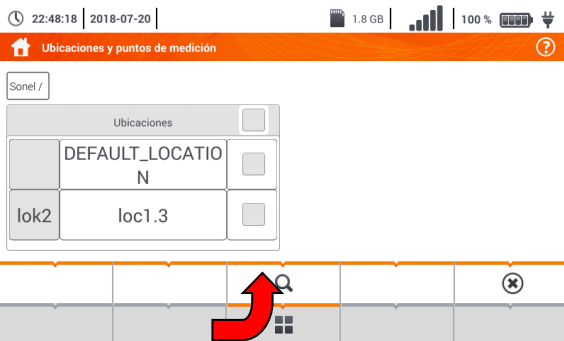 22:48:18 2018-07-20 1.8 GB 100 %
Ubicaciones y puntos de medición ?
Sonel /
Ubicaciones
DEFAULT_LOCATIO
N
lok2 loc1.3